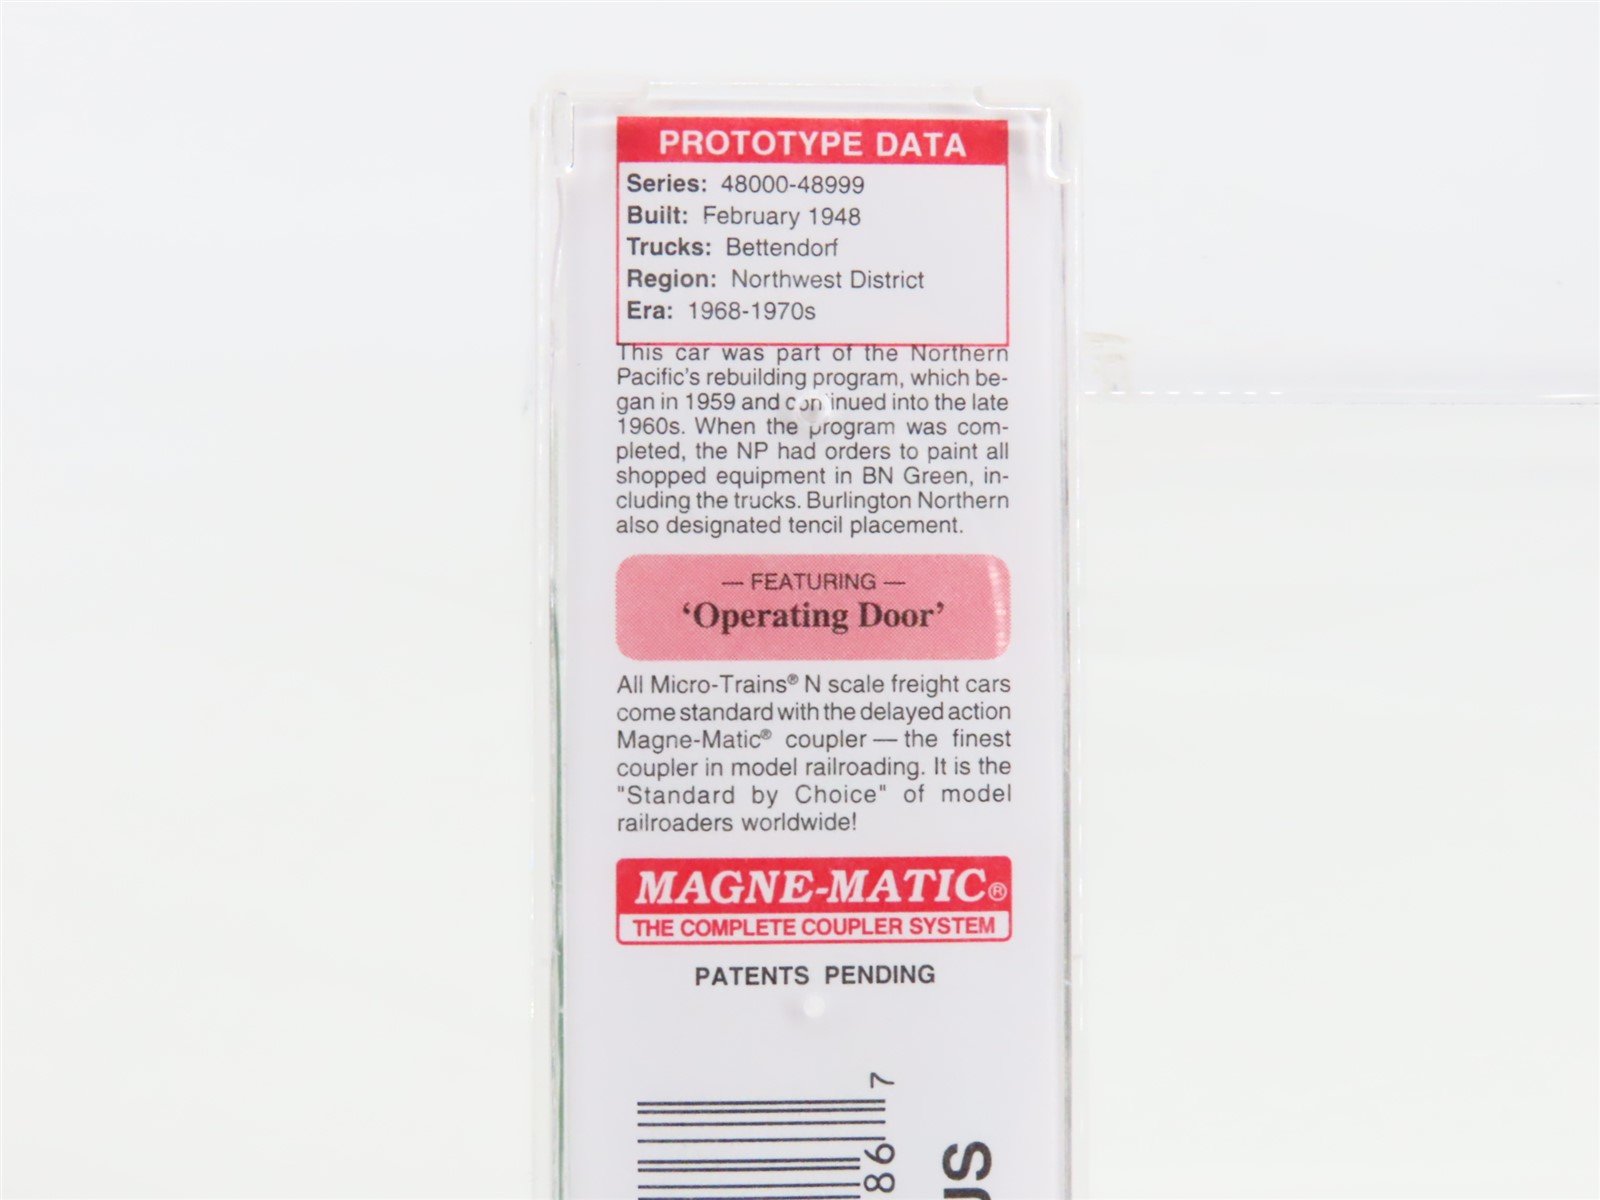 PROTOTYPE DATA
Series: 48000-48999
Built: February 1948
Trucks: Bettendorf
Region: Northwest District
Era: 1968-1970s
This car was part of the Northern
Pacific's rebuilding program, which be-
gan in 1959 and continued into the late
1960s. When the program was com-
pleted, the NP had orders to paint all
shopped equipment in BN Green, in-
cluding the trucks. Burlington Northern
also designated tencil placement.
— FEATURING —
‘Operating Door’
All Micro-Trains® N scale freight cars
come standard with the delayed action
Magne-Matic® coupler — the finest
coupler in model railroading. It is the
"Standard by Choice" of model
railroaders worldwide!
MAGNE-MATIC®
THE COMPLETE COUPLER SYSTEM
PATENTS PENDING
86 7